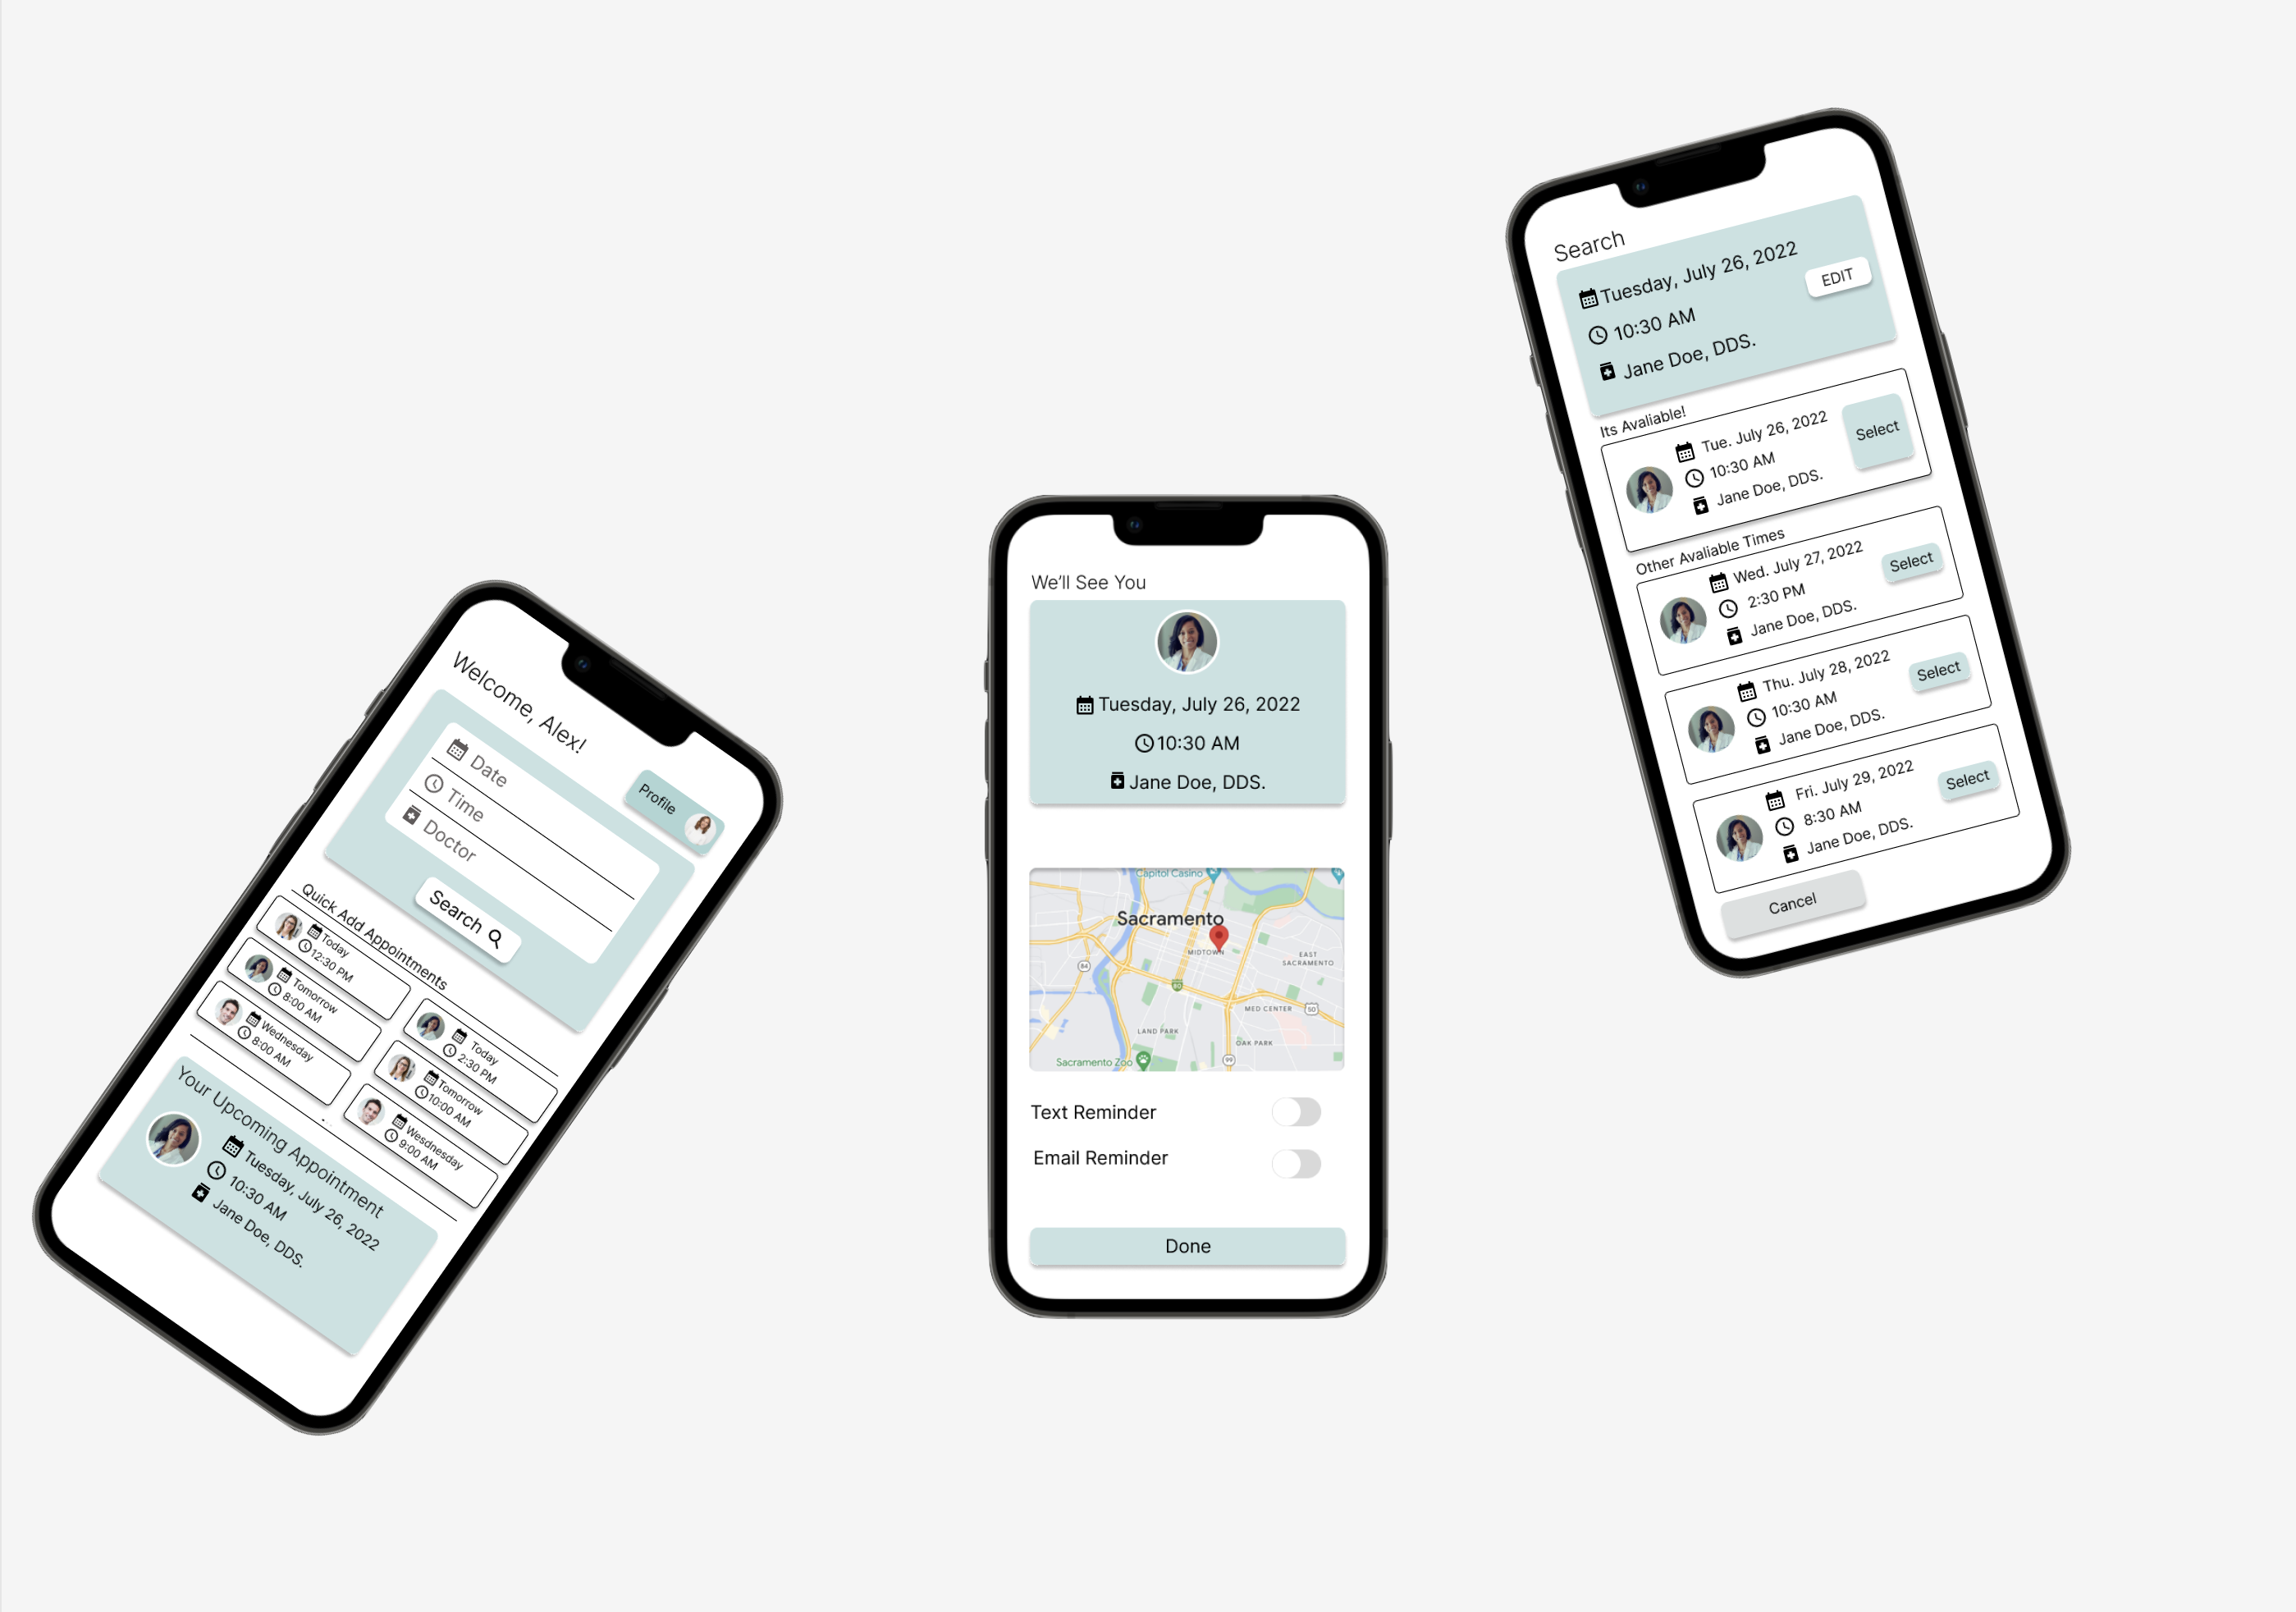 Welcome, Alex!
Profile
Date
Time
Doctor
Search
Quick Add Appointments
Today
12:30 PM
Today
2:30 PM
Tomorrow
8:00 AM
Tomorrow
10:00 AM
Wednesday
8:00 AM
Wesdnesday
9:00 AM
Your Upcoming Appointment
Tuesday, July 26, 2022
10:30 AM
Jane Doe, DDS.
We'll See You
Tuesday, July 26, 2022
10:30 AM
Jane Doe, DDS.
Capitol Casino
Sacramento
MIDTOWN
EAST
SACRAMENTO
84
80
MED CENTER
50
LAND PARK
OAK PARK
Sacramento Zoo
99
Text Reminder
Email Reminder
Done
Search
Tuesday, July 26, 2022
EDIT
10:30 AM
Jane Doe, DDS.
Its Avaliable!
Tue. July 26, 2022
10:30 AM
Jane Doe, DDS.
Select
Other Avaliable Times
Wed. July 27, 2022
2:30 PM
Jane Doe, DDS.
Select
Thu. July 28, 2022
10:30 AM
Jane Doe, DDS.
Select
Fri. July 29, 2022
8:30 AM
Jane Doe, DDS.
Select
Cancel